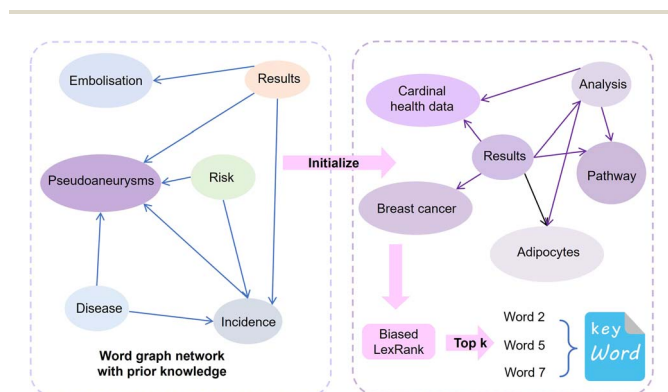 Embolisation
Results
Pseudoaneurysms
Risk
Disease
Incidence
Word graph network
with prior knowledge
Initialize
Cardinal
health data
Analysis
Results
Pathway
Breast cancer
Adipocytes
Biased
LexRank
Top k
Word 2
Word 5
Word 7
key
Word